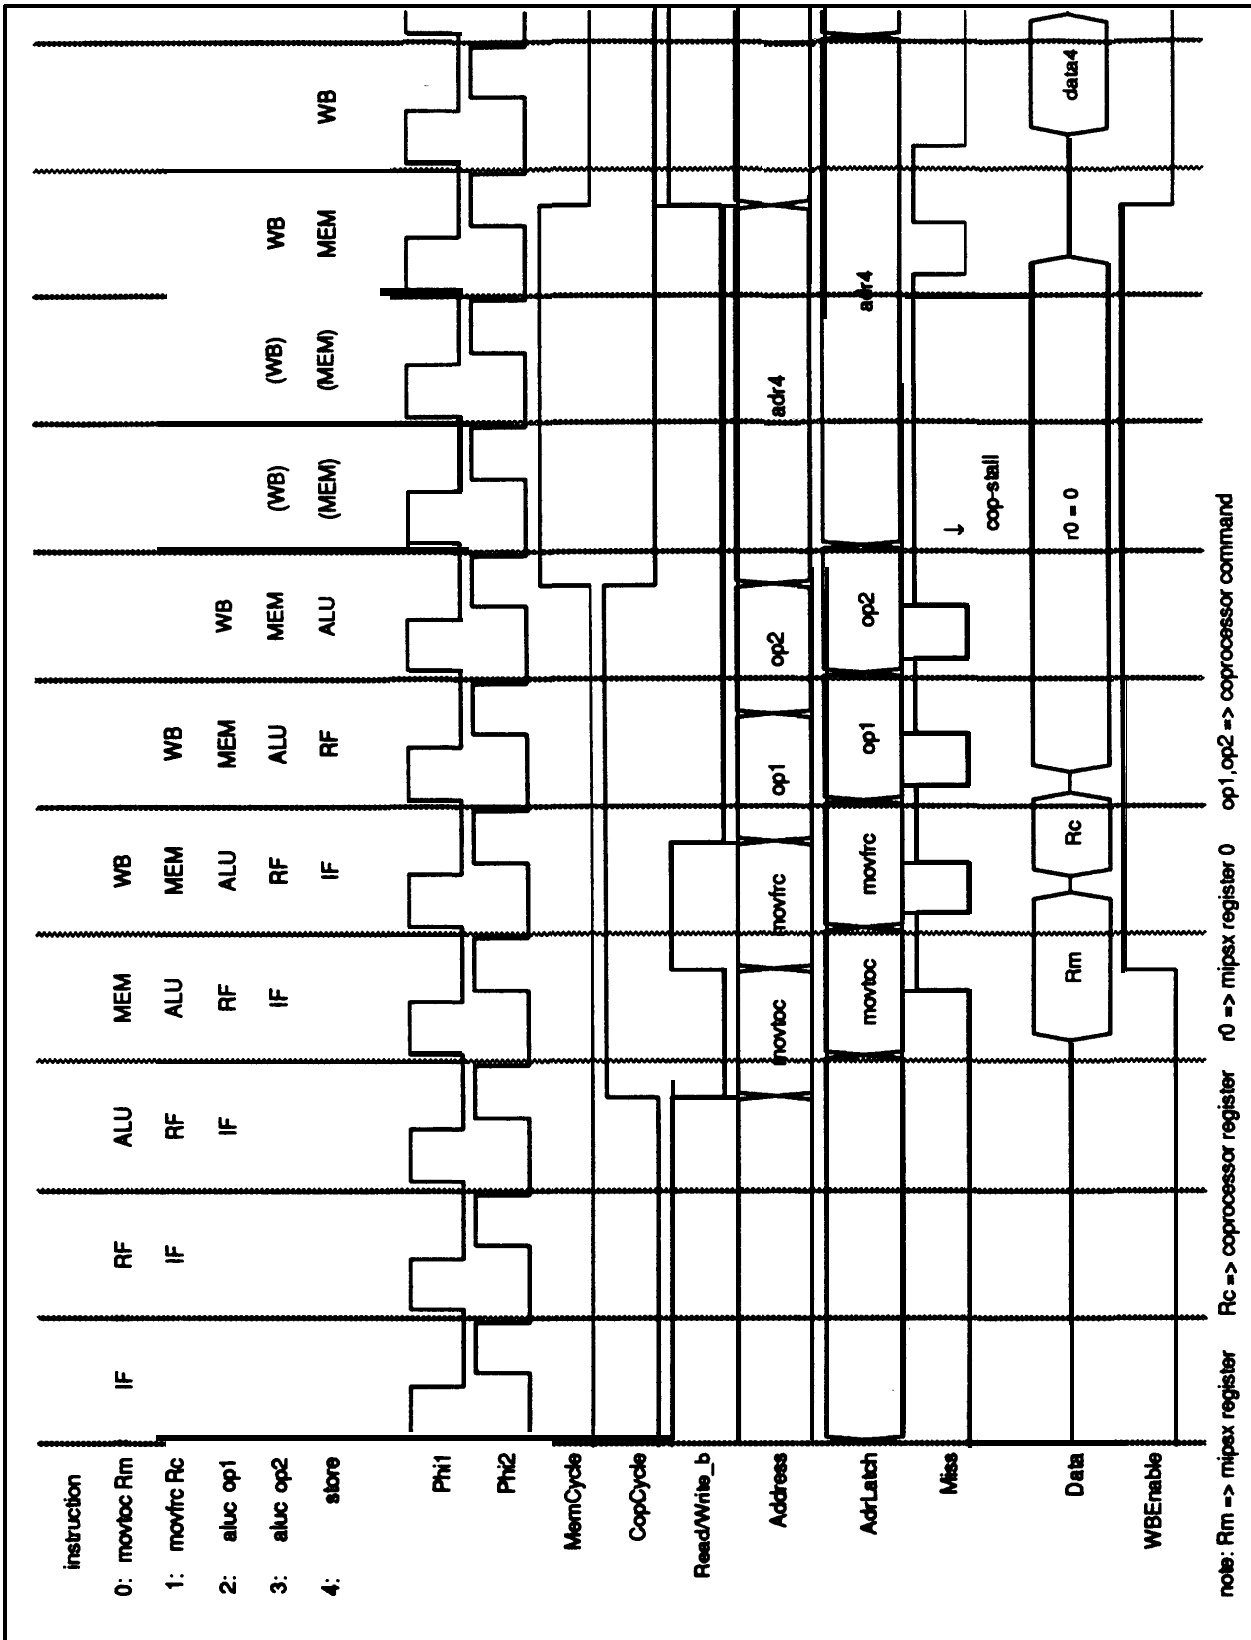 instruction
0: movtoc Rm IF RF ALU MEM WB
1: movfrc Rc IF RF ALU MEM WB
2: aluc op1 IF RF ALU MEM WB
3: aluc op2 IF RF ALU MEM (WB) (WB) WB
4: store IF RF ALU (MEM) (MEM) MEM WB
Phi1
Phi2
MemCycle
CopCycle
Read/Write_b
Address movtoc movfrc op1 op2 adr4
AdrLatch movtoc movfrc op1 op2 adr4
Miss ↓
cop-stall
Data Rm Rc r0 = 0 data4
WBEnable
note: Rm => mipsx register Rc => coprocessor register r0 => mipsx register 0 op1,op2 => coprocessor command